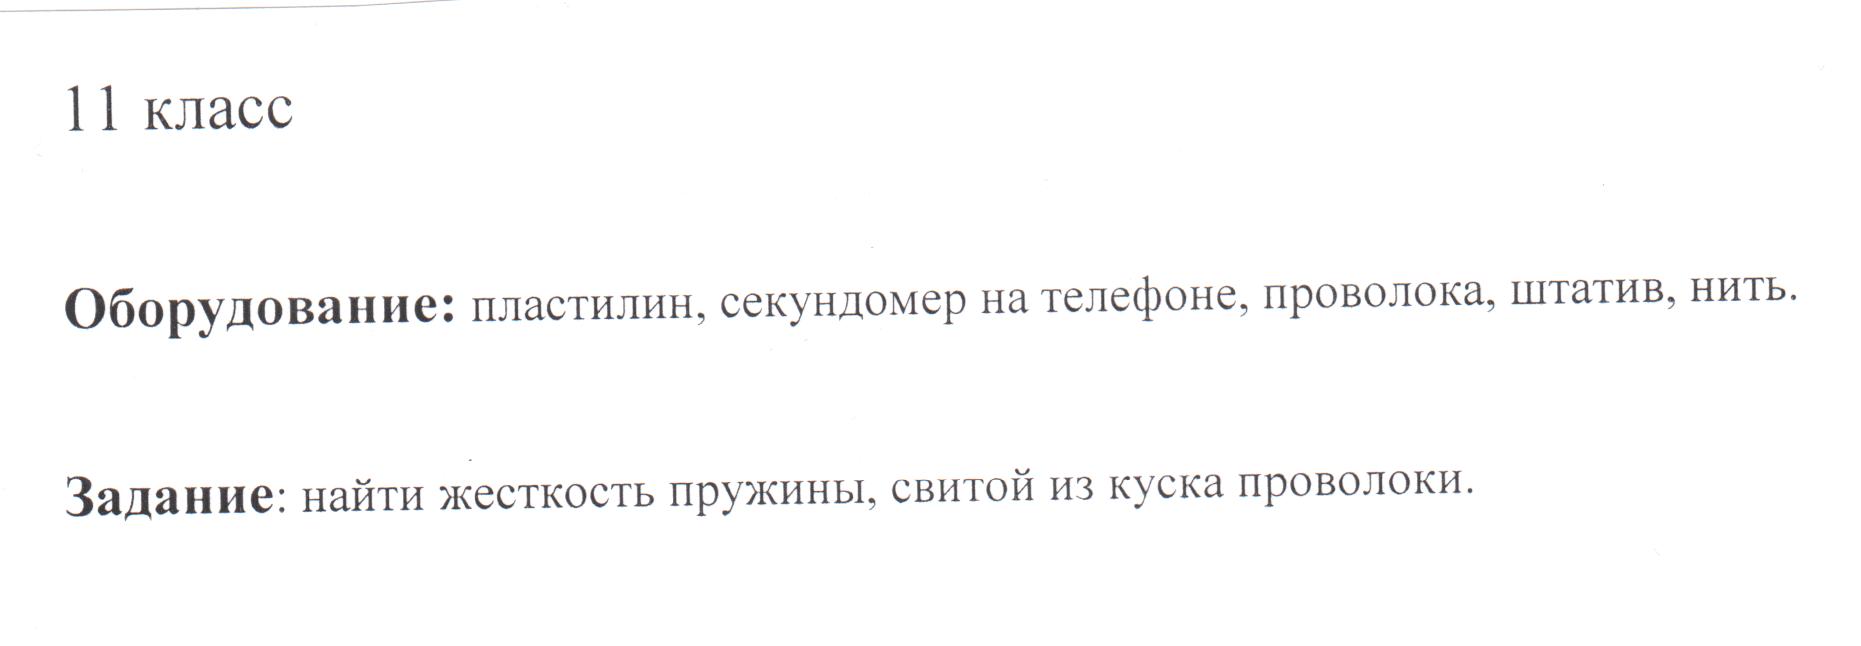 11 класс
Оборудование: пластилин, секундомер на телефоне, проволока, штатив, нить.
Задание: найти жесткость пружины, свитой из куска проволоки.